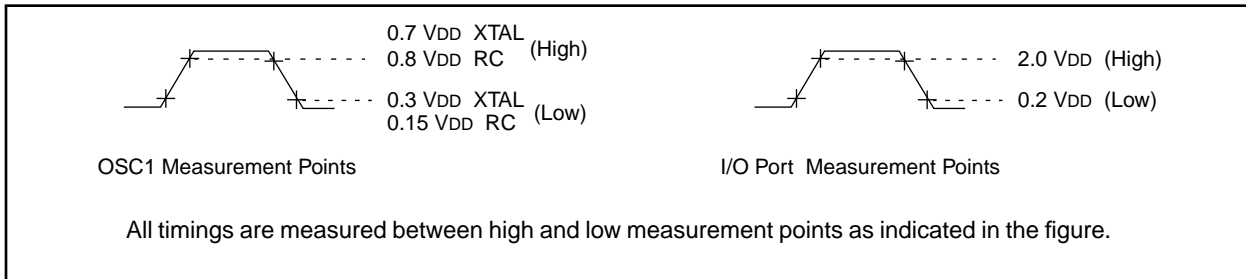 0.7 VDD XTAL
0.8 VDD RC
(High)
0.3 VDD XTAL
0.15 VDD RC
(Low)
OSC1 Measurement Points
2.0 VDD (High)
0.2 VDD (Low)
I/O Port Measurement Points
All timings are measured between high and low measurement points as indicated in the figure.